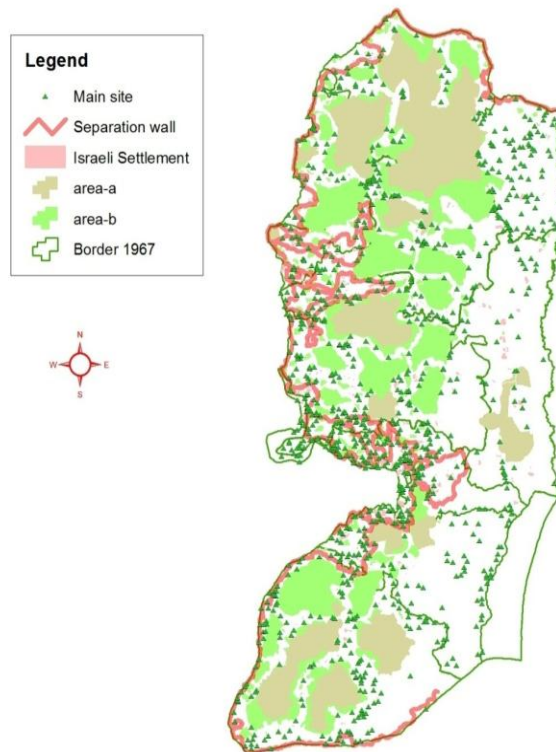 Legend
Main site
Separation wall
Israeli Settlement
area-a
area-b
Border 1967
N
W E
S